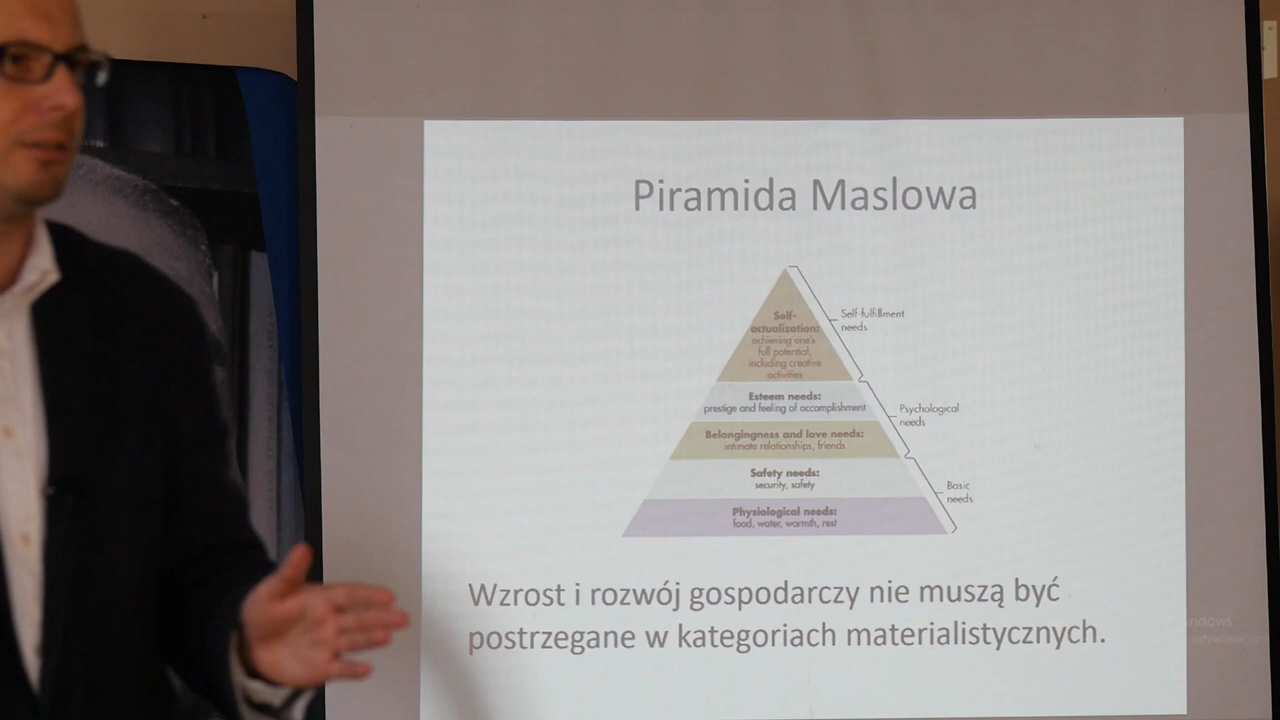 Piramida Maslowa
Self-
actualization:
achieving one's
full potential,
including creative
activities
Self-fulfillment
needs
Esteem needs:
prestige and feeling of accomplishment
Psychological
needs
Belongingness and love needs:
intimate relationships, friends
Safety needs:
security, safety
Basic
needs
Physiological needs:
food, water, warmth, rest
Wzrost i rozwój gospodarczy nie muszą być
postrzegane w kategoriach materialistycznych.
ndows